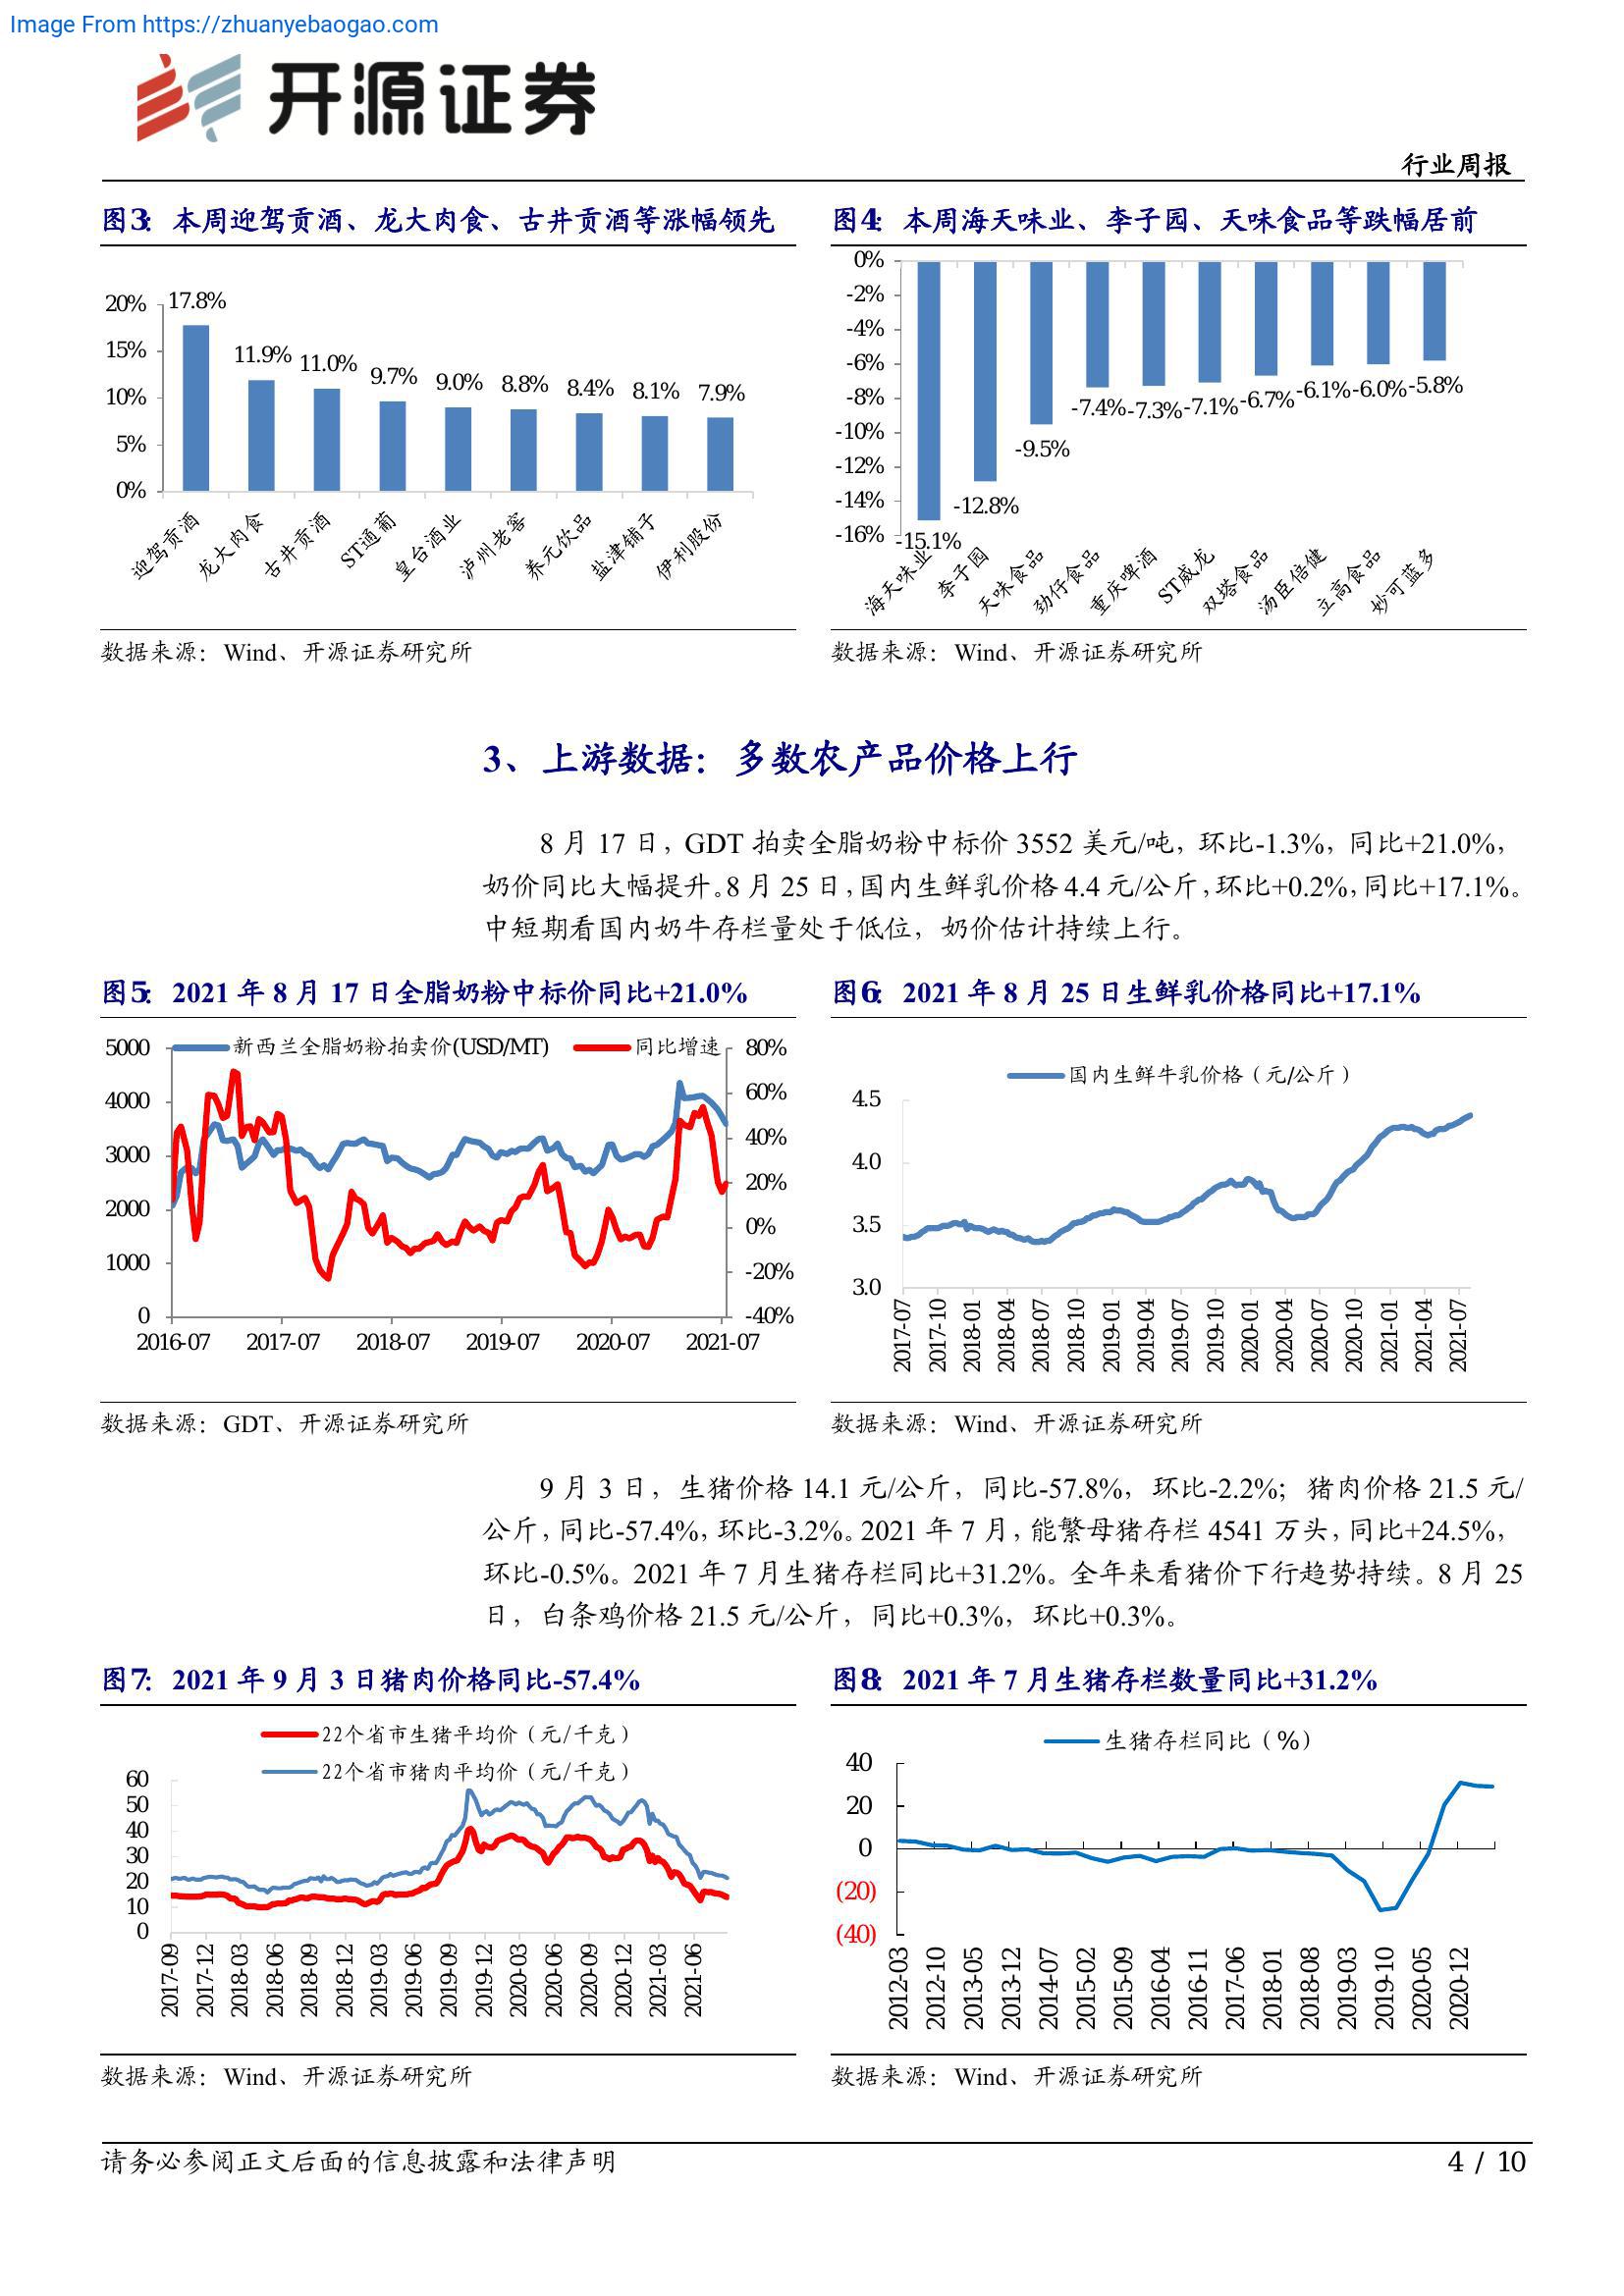 Image From https://zhuanyebaogao.com
开源证券
行业周报
图3： 本周迎驾贡酒、龙大肉食、古井贡酒等涨幅领先
20%
15%
10%
5%
0%
17.8%
11.9%
11.0%
9.7%
9.0%
8.8%
8.4%
8.1%
7.9%
迎驾贡酒
龙大肉食
古井贡酒
ST通葡
皇台酒业
泸州老窖
养元饮品
盐津铺子
伊利股份
数据来源：Wind、开源证券研究所
图4： 本周海天味业、李子园、天味食品等跌幅居前
0%
-2%
-4%
-6%
-8%
-10%
-12%
-14%
-16%
-15.1%
-12.8%
-9.5%
-7.4%
-7.3%
-7.1%
-6.7%
-6.1%
-6.0%
-5.8%
海天味业
李子园
天味食品
劲仔食品
重庆啤酒
ST威龙
双塔食品
汤臣倍健
立高食品
妙可蓝多
数据来源：Wind、开源证券研究所
3、上游数据：多数农产品价格上行
8 月 17 日，GDT 拍卖全脂奶粉中标价 3552 美元/吨，环比-1.3%，同比+21.0%，
奶价同比大幅提升。8 月 25 日，国内生鲜乳价格 4.4 元/公斤，环比+0.2%，同比+17.1%。
中短期看国内奶牛存栏量处于低位，奶价估计持续上行。
图5： 2021 年 8 月 17 日全脂奶粉中标价同比+21.0%
新西兰全脂奶粉拍卖价(USD/MT)
同比增速
5000
4000
3000
2000
1000
0
80%
60%
40%
20%
0%
-20%
-40%
2016-07
2017-07
2018-07
2019-07
2020-07
2021-07
数据来源：GDT、开源证券研究所
图6： 2021 年 8 月 25 日生鲜乳价格同比+17.1%
国内生鲜牛乳价格（元/公斤）
4.5
4.0
3.5
3.0
2017-07
2017-10
2018-01
2018-04
2018-07
2018-10
2019-01
2019-04
2019-07
2019-10
2020-01
2020-04
2020-07
2020-10
2021-01
2021-04
2021-07
数据来源：Wind、开源证券研究所
9 月 3 日，生猪价格 14.1 元/公斤，同比-57.8%，环比-2.2%；猪肉价格 21.5 元/
公斤，同比-57.4%，环比-3.2%。2021 年 7 月，能繁母猪存栏 4541 万头，同比+24.5%，
环比-0.5%。2021 年 7 月生猪存栏同比+31.2%。全年来看猪价下行趋势持续。8 月 25
日，白条鸡价格 21.5 元/公斤，同比+0.3%，环比+0.3%。
图7： 2021 年 9 月 3 日猪肉价格同比-57.4%
22个省市生猪平均价（元/千克）
22个省市猪肉平均价（元/千克）
60
50
40
30
20
10
0
2017-09
2017-12
2018-03
2018-06
2018-09
2018-12
2019-03
2019-06
2019-09
2019-12
2020-03
2020-06
2020-09
2020-12
2021-03
2021-06
数据来源：Wind、开源证券研究所
图8： 2021 年 7 月生猪存栏数量同比+31.2%
生猪存栏同比（%）
40
20
0
(20)
(40)
2012-03
2012-10
2013-05
2013-12
2014-07
2015-02
2015-09
2016-04
2016-11
2017-06
2018-01
2018-08
2019-03
2019-10
2020-05
2020-12
数据来源：Wind、开源证券研究所
请务必参阅正文后面的信息披露和法律声明
4 / 10